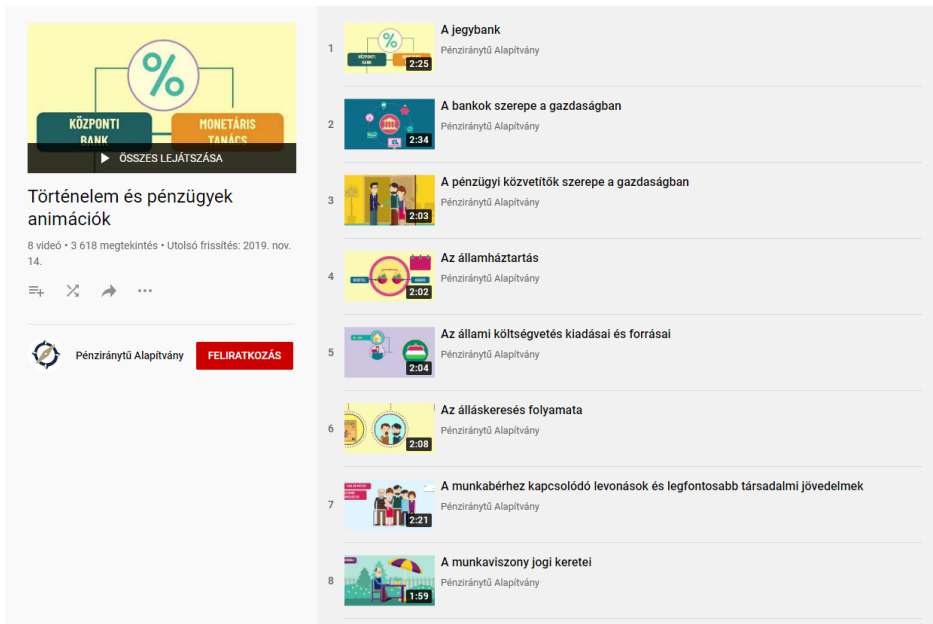 KÖZPONTI
BANK
MONETÁRIS
TANÁCS
ÖSSZES LEJÁTSZÁSA
Történelem és pénzügyek
animációk
8 videó • 3 618 megtekintés • Utolsó frissítés: 2019. nov.
14.
Pénziránytű Alapítvány
FELIRATKOZÁS
1
KÖZPONTI
BANK
2:25
A jegybank
Pénziránytű Alapítvány
2
2:34
A bankok szerepe a gazdaságban
Pénziránytű Alapítvány
3
2:03
A pénzügyi közvetítők szerepe a gazdaságban
Pénziránytű Alapítvány
4
2:02
Az államháztartás
Pénziránytű Alapítvány
5
2:04
Az állami költségvetés kiadásai és forrásai
Pénziránytű Alapítvány
6
2:08
Az álláskeresés folyamata
Pénziránytű Alapítvány
7
2:21
A munkabérhez kapcsolódó levonások és legfontosabb társadalmi jövedelmek
Pénziránytű Alapítvány
8
1:59
A munkaviszony jogi keretei
Pénziránytű Alapítvány